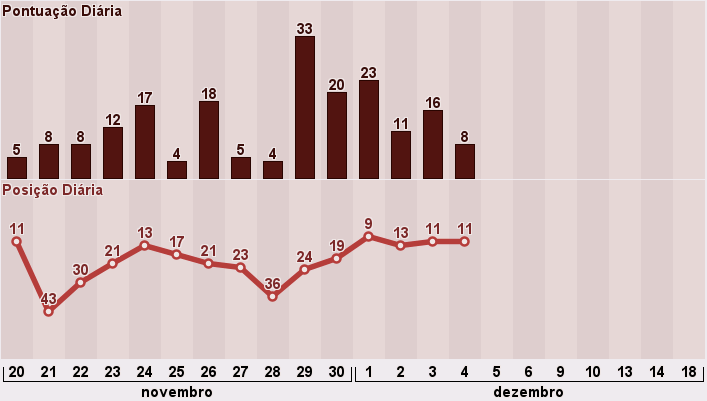 Pontuação Diária
5 8 8 12 17 4 18 5 4 33 20 23 11 16 8
Posição Diária
11 43 30 21 13 17 21 23 36 24 19 9 13 11 11
20 21 22 23 24 25 26 27 28 29 30 1 2 3 4 5 6 9 10 13 14 18
novembro dezembro